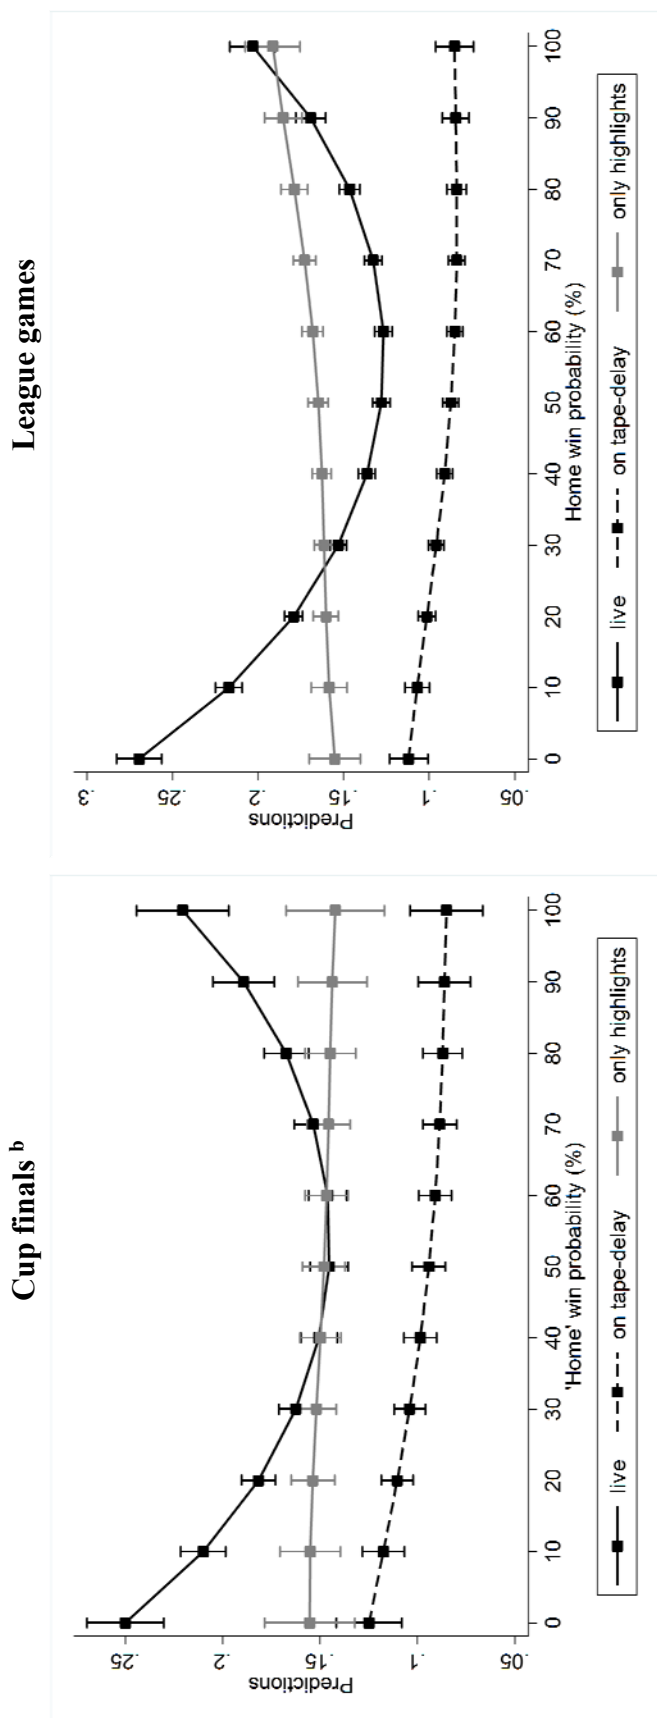 Cup finals b
Predictions
.05
.1
.15
.2
.25
0
10
20
30
40
50
60
70
80
90
100
'Home' win probability (%)
live
on tape-delay
only highlights
League games
Predictions
.05
.1
.15
.2
.25
.3
0
10
20
30
40
50
60
70
80
90
100
Home win probability (%)
live
on tape-delay
only highlights